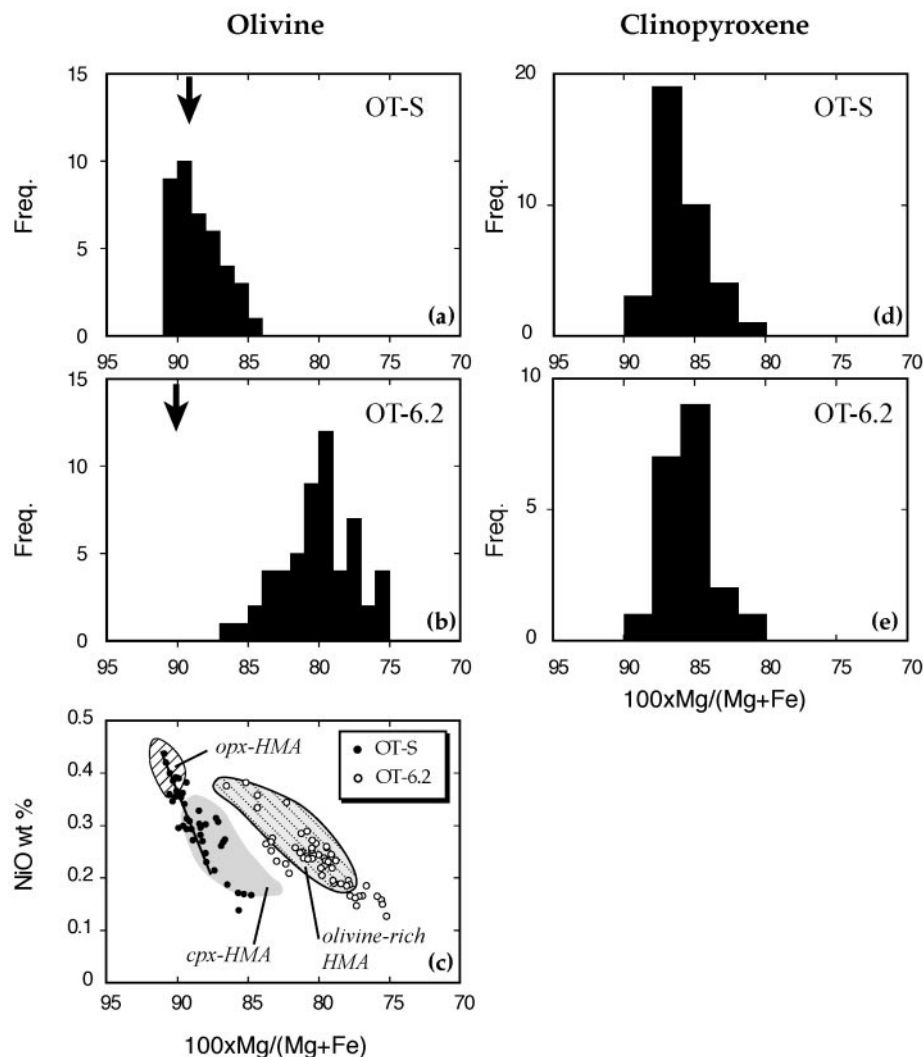 Olivine
Clinopyroxene
15
10
5
0
Freq.
OT-S
(a)
95 90 85 80 75 70
20
10
0
Freq.
OT-S
(d)
95 90 85 80 75 70
15
10
5
0
Freq.
OT-6.2
(b)
95 90 85 80 75 70
10
5
0
Freq.
OT-6.2
(e)
95 90 85 80 75 70
100xMg/(Mg+Fe)
0.5
0.4
0.3
0.2
0.1
0
NiO wt %
opx-HMA
OT-S
OT-6.2
cpx-HMA
olivine-rich
HMA
(c)
95 90 85 80 75 70
100xMg/(Mg+Fe)